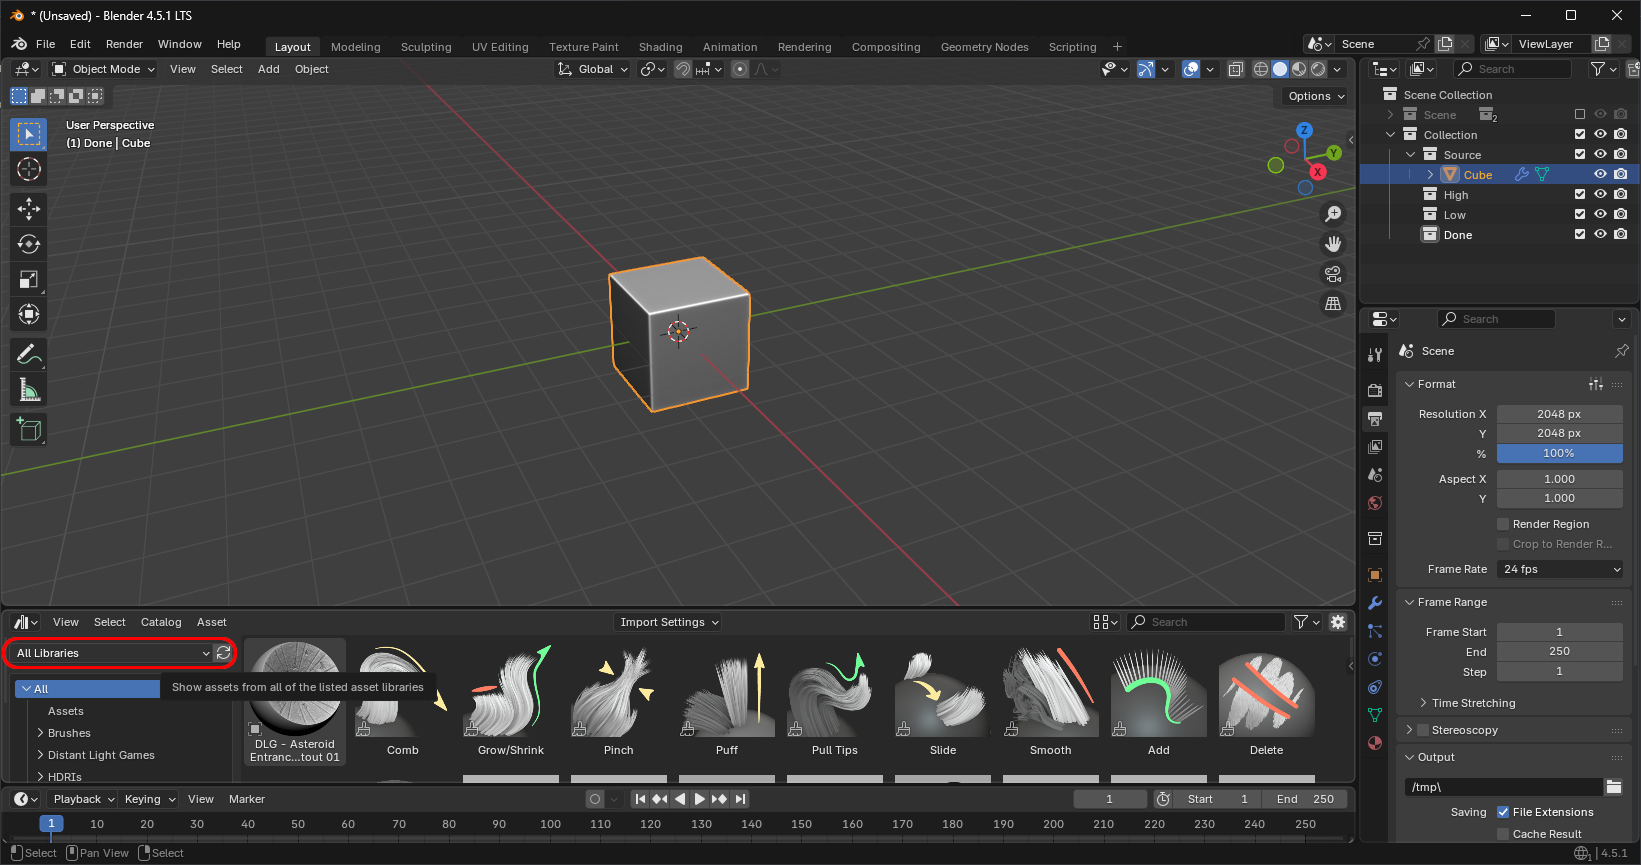 * (Unsaved) - Blender 4.5.1 LTS
File Edit Render Window Help Layout Modeling Sculpting UV Editing Texture Paint Shading Animation Rendering Compositing Geometry Nodes Scripting + Scene ViewLayer
Object Mode View Select Add Object Global Search
Options
User Perspective
(1) Done | Cube
Z
Y
X
Scene Collection
Scene 2
Collection
Source
Cube
High
Low
Done
Search
Scene
Format
Resolution X 2048 px
Y 2048 px
% 100%
Aspect X 1.000
Y 1.000
Render Region
Crop to Render R...
Frame Rate 24 fps
Frame Range
Frame Start 1
End 250
Step 1
Time Stretching
Stereoscopy
Output
/tmp\
Saving File Extensions
Cache Result
View Select Catalog Asset Import Settings Search
All Libraries
Show assets from all of the listed asset libraries
All
Assets
Brushes
Distant Light Games
HDRIs
DLG - Asteroid
Entranc...tout 01
Comb
Grow/Shrink
Pinch
Puff
Pull Tips
Slide
Smooth
Add
Delete
Playback Keying View Marker 1 Start 1 End 250
1 10 20 30 40 50 60 70 80 90 100 110 120 130 140 150 160 170 180 190 200 210 220 230 240 250
Select Pan View Select 1 | 4.5.1